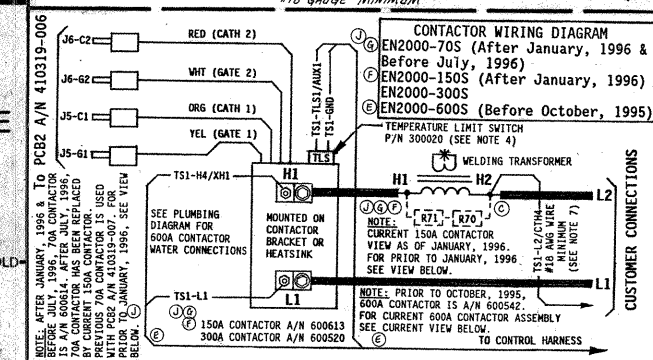 #10 GAUGE MINIMUM
CONTACTOR WIRING DIAGRAM
J G EN2000-70S (After January, 1996 &
Before July, 1996)
F EN2000-150S (After January, 1996)
EN2000-300S
E EN2000-600S (Before October, 1995)
To PCB2 A/N 410319-006
J6-C2
RED (CATH 2)
J6-G2
WHT (GATE 2)
J5-C1
ORG (CATH 1)
J5-G1
YEL (GATE 1)
TS1-TLS1/AUX1
TS1-GND
TLS
TEMPERATURE LIMIT SWITCH
P/N 300020 (SEE NOTE 4)
WELDING TRANSFORMER
TS1-H4/XH1
H1
H1
H2
L2
SEE PLUMBING
DIAGRAM FOR
600A CONTACTOR
WATER CONNECTIONS
MOUNTED ON
CONTACTOR
BRACKET OR
HEATSINK
R71
R70
C
J G F
NOTE:
CURRENT 150A CONTACTOR
VIEW AS OF JANUARY, 1996.
FOR PRIOR TO JANUARY, 1996
SEE VIEW BELOW.
TS1-L2/CTH4
#18 AWG WIRE
MINIMUM
(SEE NOTE 7)
CUSTOMER CONNECTIONS
TS1-L1
L1
L1
NOTE: PRIOR TO OCTOBER, 1995,
600A CONTACTOR IS A/N 600542.
FOR CURRENT 600A CONTACTOR ASSEMBLY
SEE CURRENT VIEW BELOW.
J G F
150A CONTACTOR A/N 600613
300A CONTACTOR A/N 600520
E
E
TO CONTROL HARNESS
NOTE: AFTER JANUARY, 1996 &
BEFORE JULY, 1996, 70A CONTACTOR
IS A/N 600614. AFTER JULY, 1996,
70A CONTACTOR HAS BEEN REPLACED
BY CURRENT 150A CONTACTOR.
PREVIOUS 70A CONTACTOR IS USED
WITH PCB2 A/N 410319-007. FOR
PRIOR TO JANUARY, 1996, SEE VIEW
BELOW. J